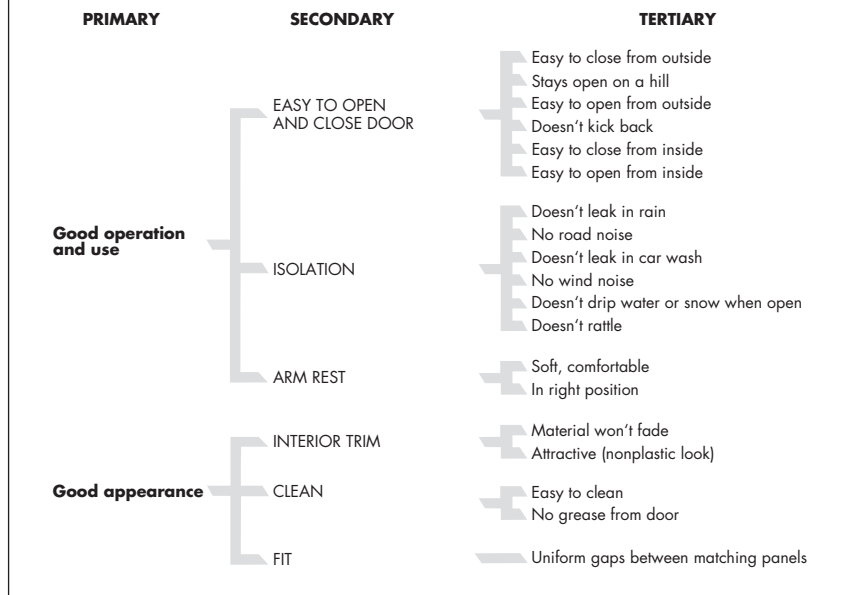 PRIMARY SECONDARY TERTIARY
Good operation
and use
EASY TO OPEN
AND CLOSE DOOR
Easy to close from outside
Stays open on a hill
Easy to open from outside
Doesn't kick back
Easy to close from inside
Easy to open from inside
ISOLATION
Doesn't leak in rain
No road noise
Doesn't leak in car wash
No wind noise
Doesn't drip water or snow when open
Doesn't rattle
ARM REST
Soft, comfortable
In right position
Good appearance
INTERIOR TRIM
Material won't fade
Attractive (nonplastic look)
CLEAN
Easy to clean
No grease from door
FIT
Uniform gaps between matching panels